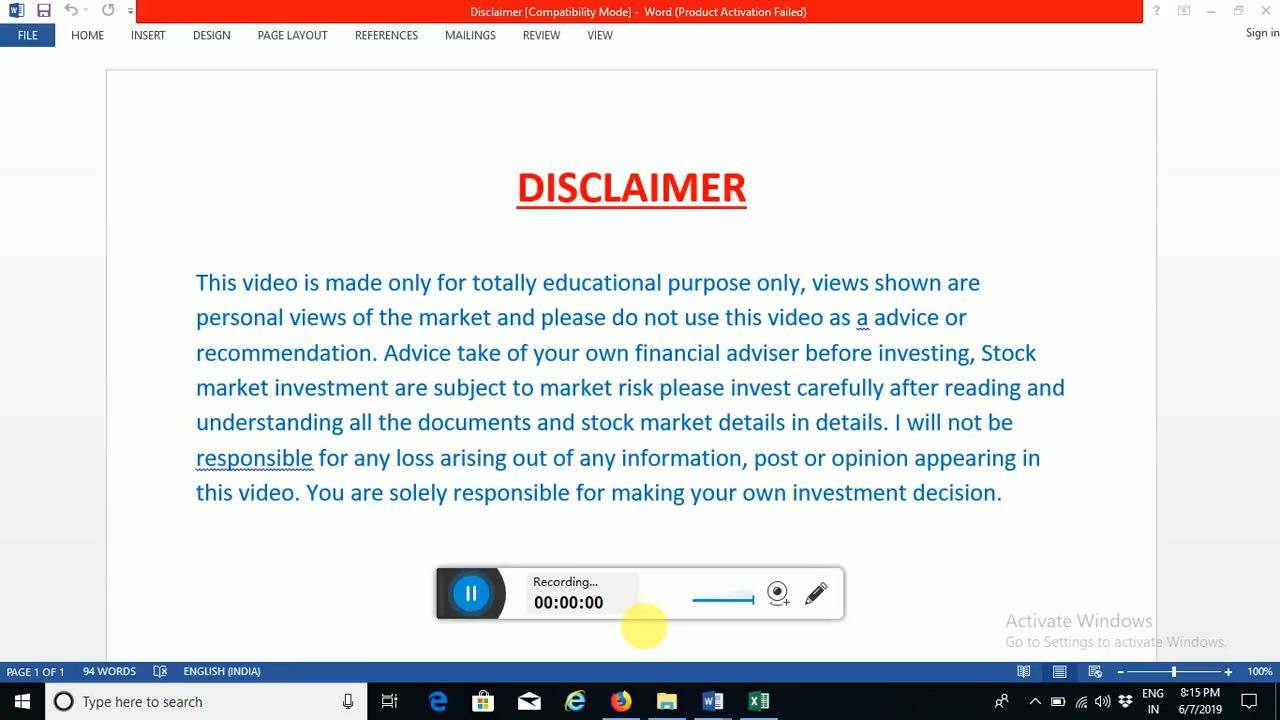 Disclaimer [Compatibility Mode] - Word (Product Activation Failed)
FILE HOME INSERT DESIGN PAGE LAYOUT REFERENCES MAILINGS REVIEW VIEW
Sign in
DISCLAIMER
This video is made only for totally educational purpose only, views shown are
personal views of the market and please do not use this video as a advice or
recommendation. Advice take of your own financial adviser before investing, Stock
market investment are subject to market risk please invest carefully after reading and
understanding all the documents and stock market details in details. I will not be
responsible for any loss arising out of any information, post or opinion appearing in
this video. You are solely responsible for making your own investment decision.
Recording...
00:00:00
Activate Windows
Go to Settings to activate Windows.
PAGE 1 OF 1 94 WORDS ENGLISH (INDIA)
100%
Type here to search
ENG
IN
8:15 PM
6/7/2019